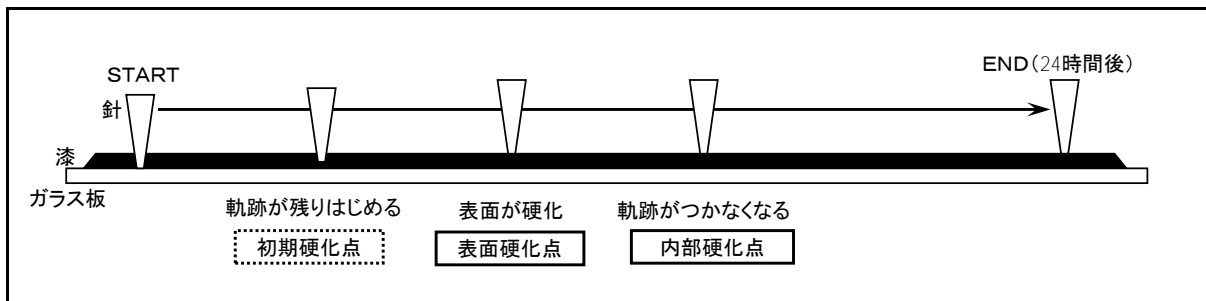 START
END(24時間後)
針
漆
ガラス板
軌跡が残りはじめる
表面が硬化
軌跡がつかなくなる
初期硬化点
表面硬化点
内部硬化点